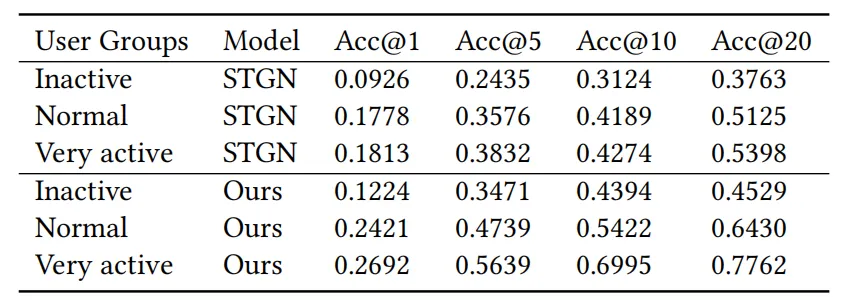 User Groups Model Acc@1 Acc@5 Acc@10 Acc@20
Inactive STGN 0.0926 0.2435 0.3124 0.3763
Normal STGN 0.1778 0.3576 0.4189 0.5125
Very active STGN 0.1813 0.3832 0.4274 0.5398
Inactive Ours 0.1224 0.3471 0.4394 0.4529
Normal Ours 0.2421 0.4739 0.5422 0.6430
Very active Ours 0.2692 0.5639 0.6995 0.7762